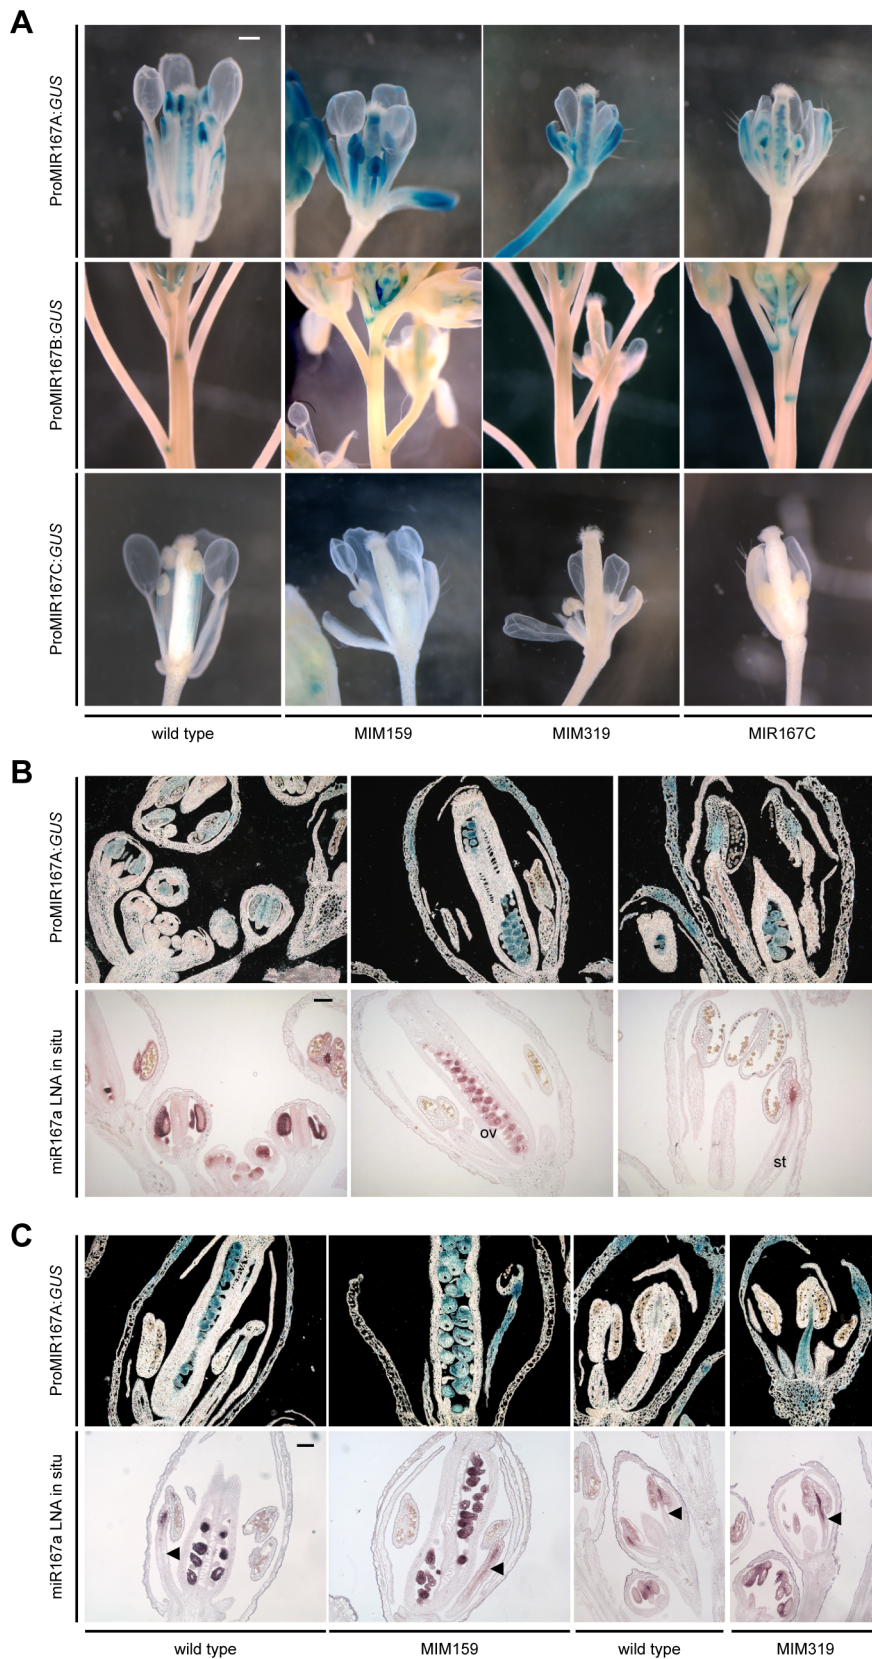 A
ProMIR167A:GUS
ProMIR167B:GUS
ProMIR167C:GUS
wild type
MIM159
MIM319
MIR167C
B
ProMIR167A:GUS
miR167a LNA in situ
ov
st
C
ProMIR167A:GUS
miR167a LNA in situ
wild type
MIM159
wild type
MIM319